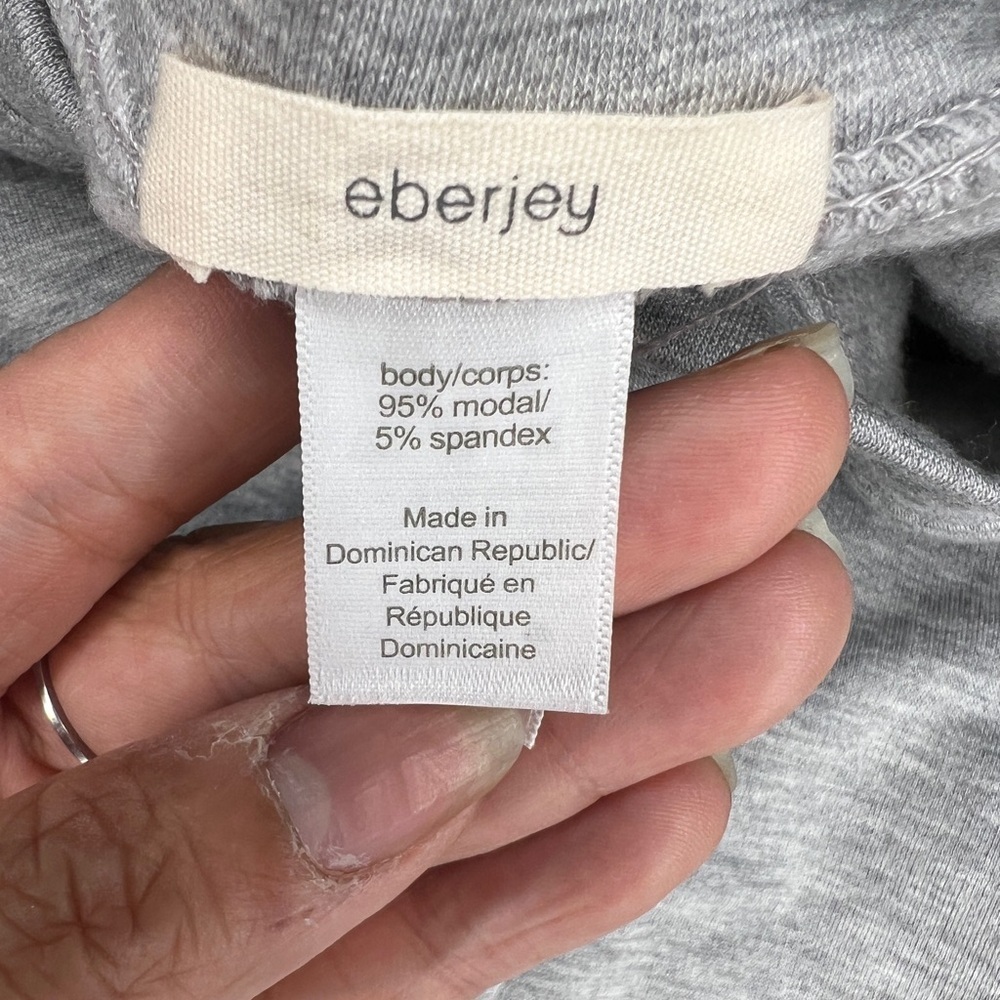 eberjey
body/corps:
95% modal/
5% spandex
Made in
Dominican Republic/
Fabriqué en
République
Dominicaine